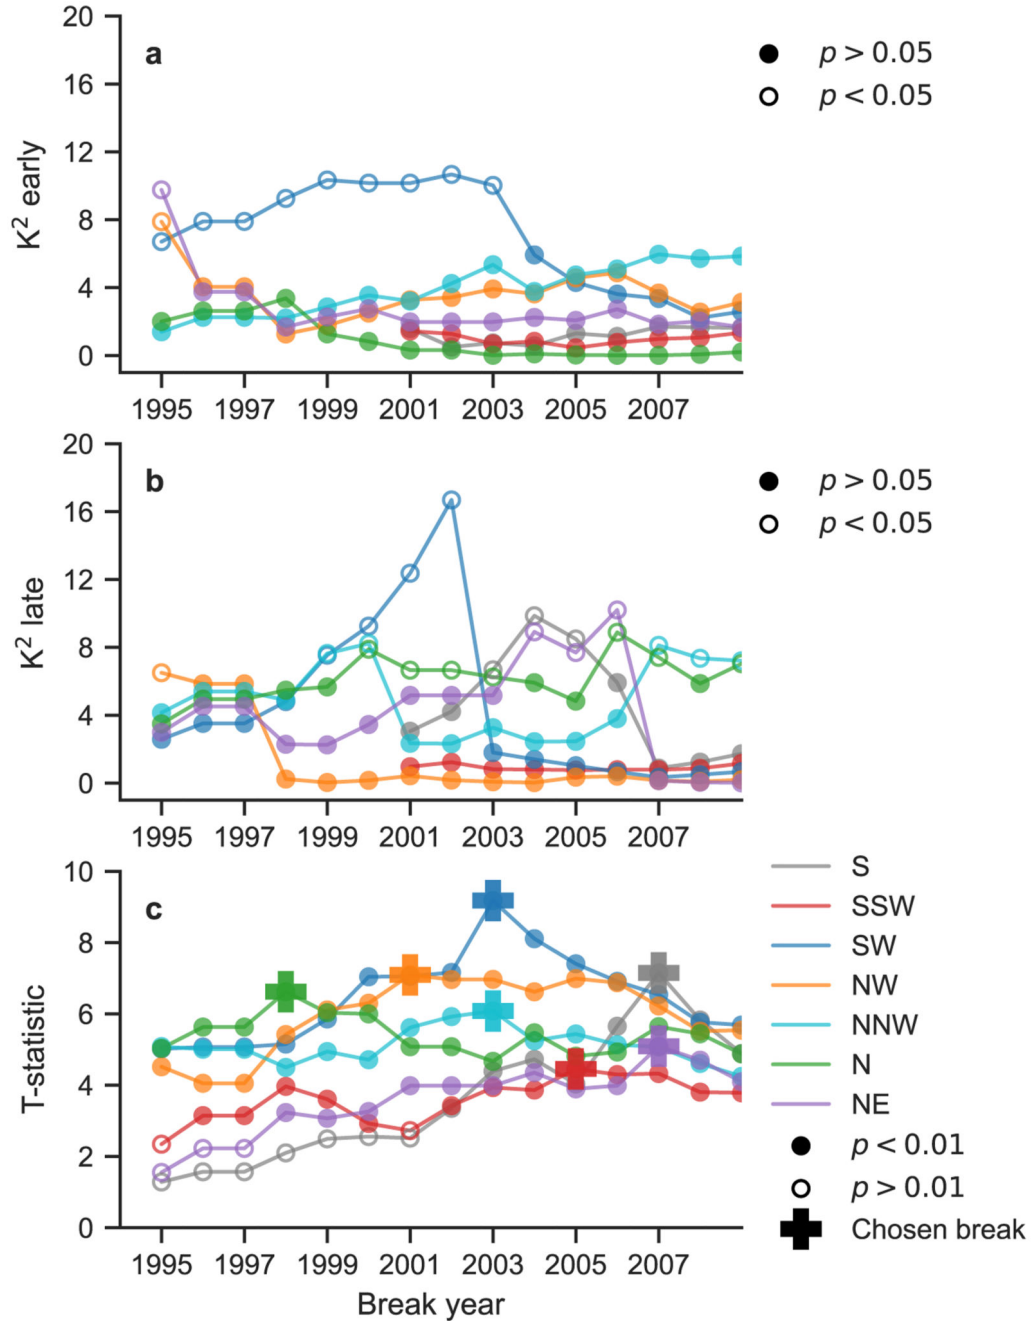 a
K² early
20
16
12
8
4
0
1995 1997 1999 2001 2003 2005 2007
p > 0.05
p < 0.05
b
K² late
20
16
12
8
4
0
1995 1997 1999 2001 2003 2005 2007
p > 0.05
p < 0.05
c
T-statistic
10
8
6
4
2
0
1995 1997 1999 2001 2003 2005 2007
Break year
S
SSW
SW
NW
NNW
N
NE
p < 0.01
p > 0.01
Chosen break